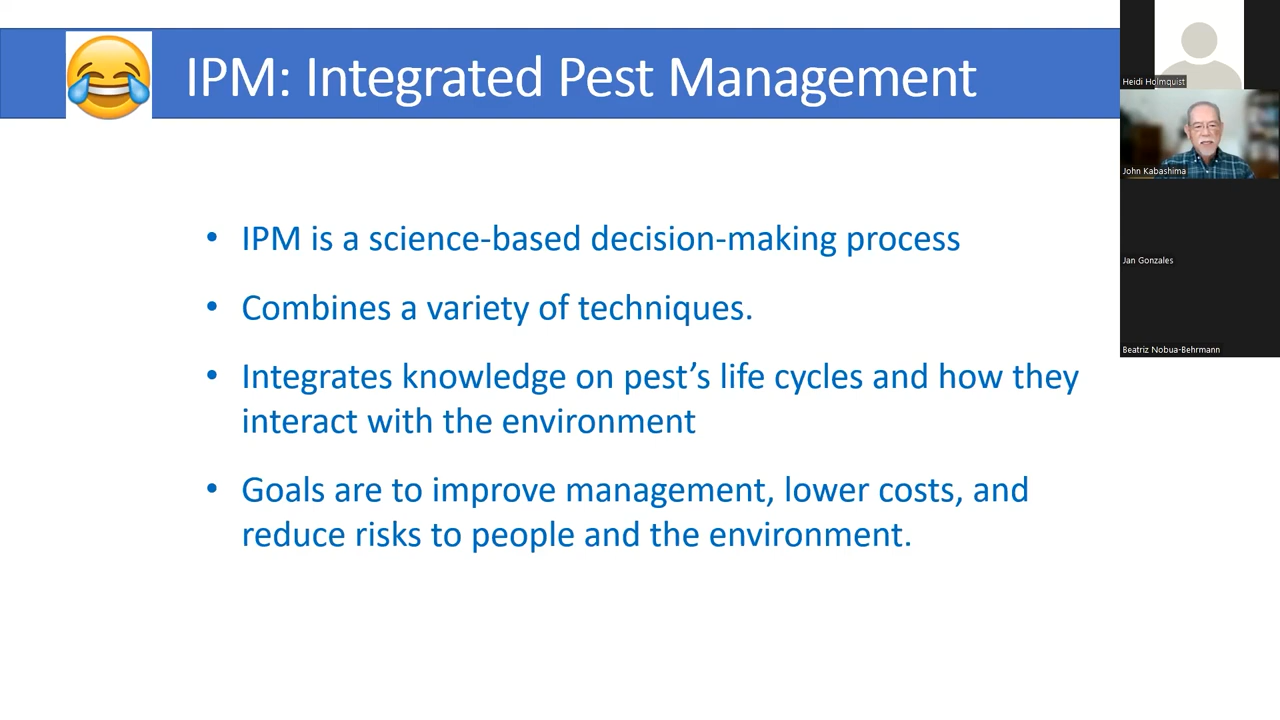 IPM: Integrated Pest Management
• IPM is a science-based decision-making process
• Combines a variety of techniques.
• Integrates knowledge on pest’s life cycles and how they
interact with the environment
• Goals are to improve management, lower costs, and
reduce risks to people and the environment.
Heidi Holmquist
John Kabashima
Jan Gonzales
Beatriz Nobua-Behrmann